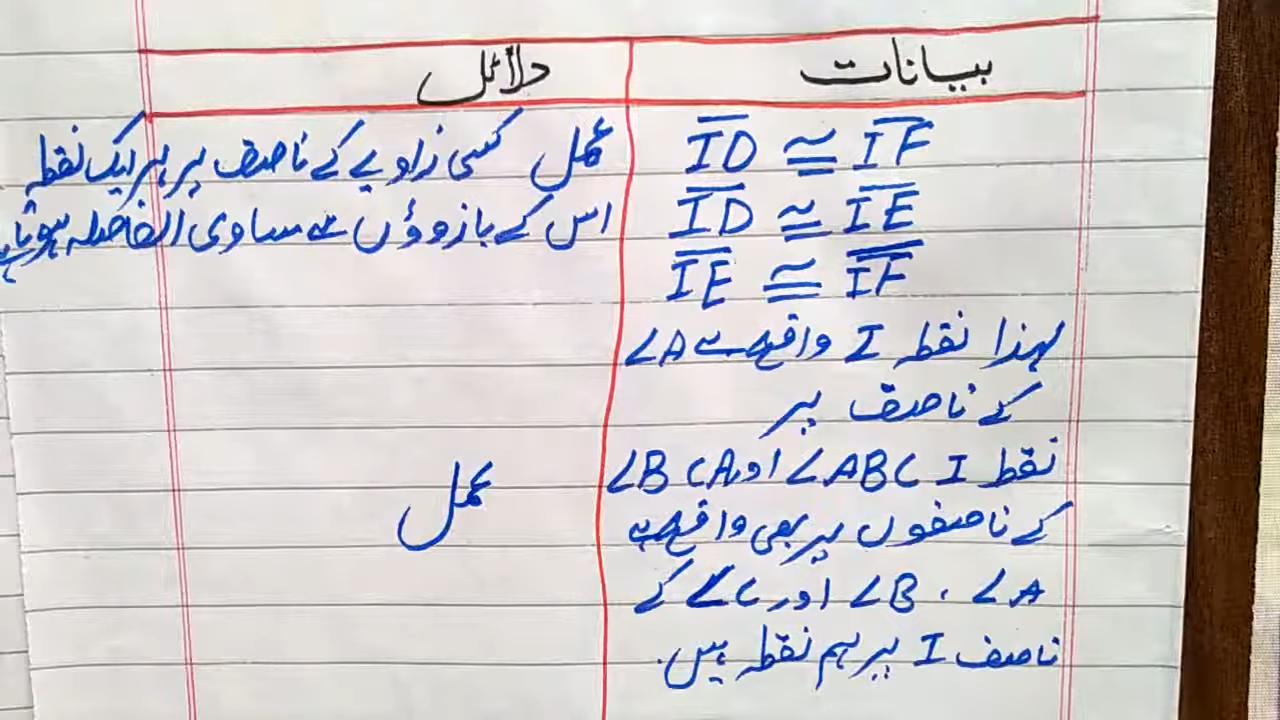 بیانات دلائل
ID ≅ IF عمل کسی زاویے کے ناصف پر ہر ایک نقطہ
ID ≅ IE اس کے بازوؤں سے مساوی الفاصلہ ہوتا ہے
IE ≅ IF
لہذا نقطہ I واقع ہے ∠A
کے ناصف پر
نقطہ I ∠ABC اور ∠BCA
کے ناصفوں پر بھی واقع ہے عمل
∠A ، ∠B اور ∠C کے
ناصف I پر ہم نقطہ ہیں۔